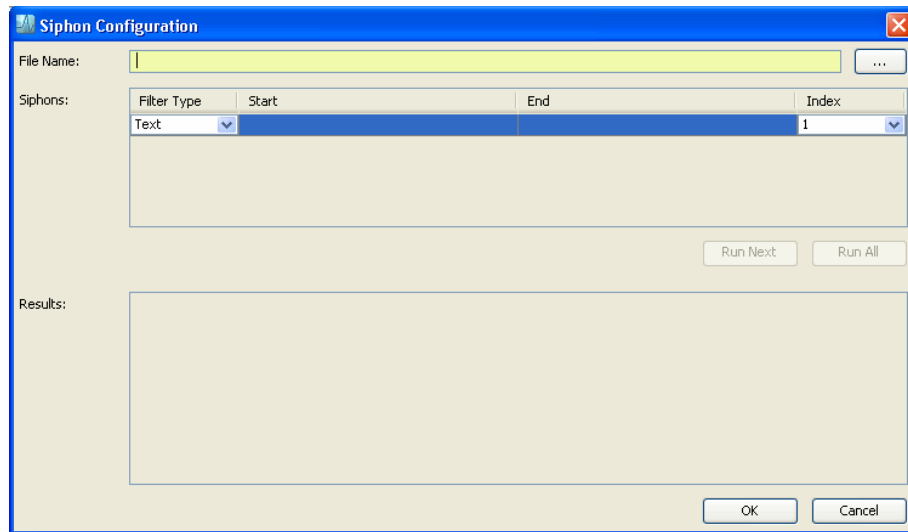 Siphon Configuration
File Name:
...
Siphons:
Filter Type Start End Index
Text 1
Run Next Run All
Results:
OK Cancel